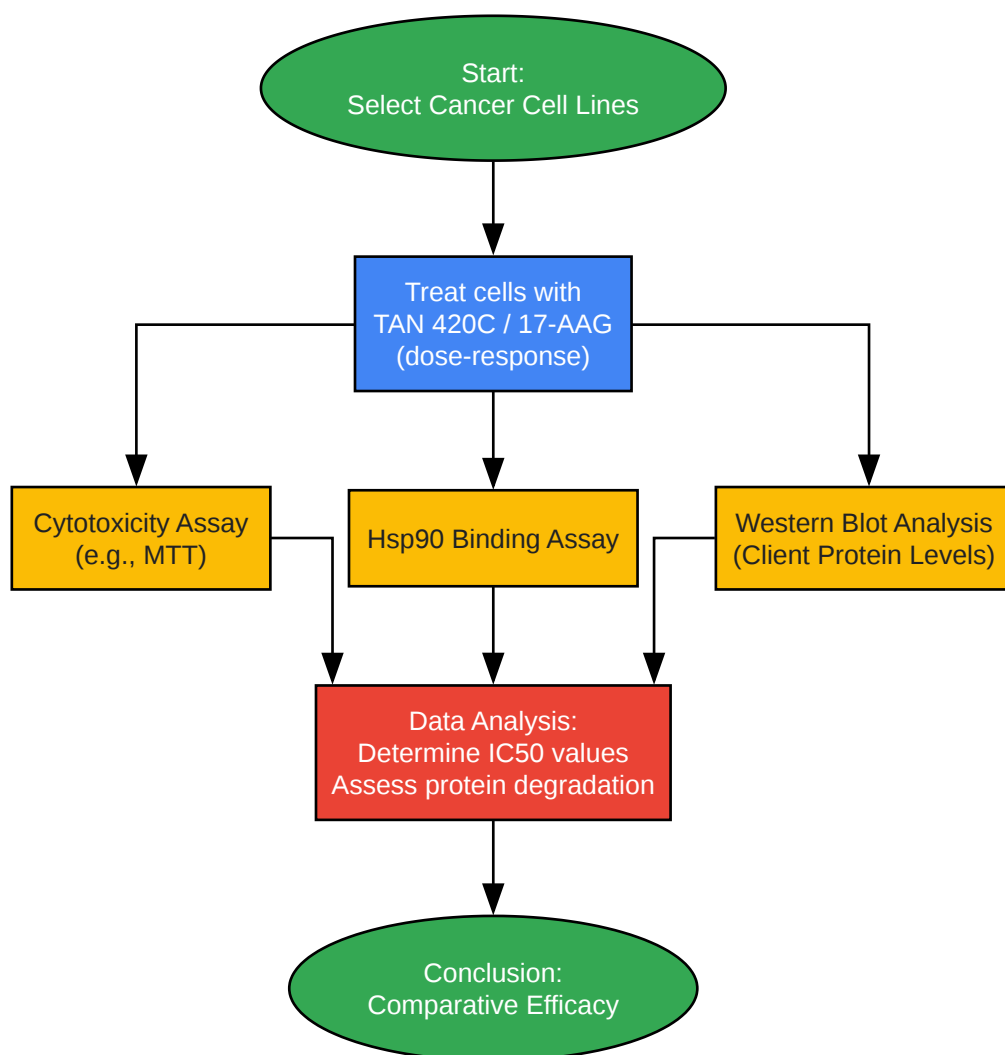 Start:
Select Cancer Cell Lines
Treat cells with
TAN 420C / 17-AAG
(dose-response)
Cytotoxicity Assay
(e.g., MTT)
Hsp90 Binding Assay
Western Blot Analysis
(Client Protein Levels)
Data Analysis:
Determine IC50 values
Assess protein degradation
Conclusion:
Comparative Efficacy